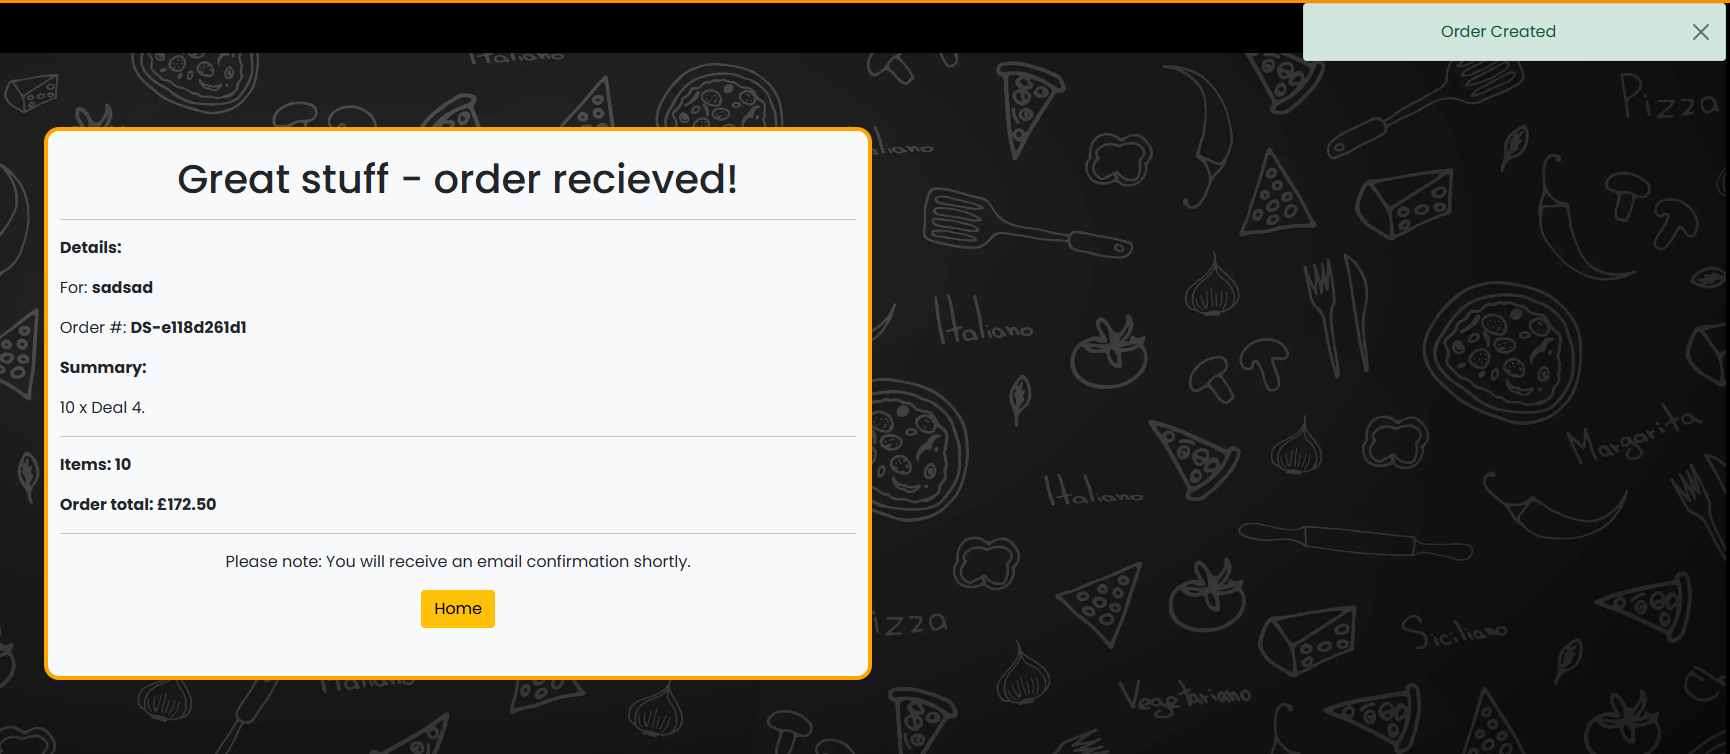 Order Created
Italiano
Pizza
Italiano
Great stuff - order recieved!
Details:
For: sadsad
Order #: DS-e118d261d1
Italiano
Summary:
10 x Deal 4.
Margarita
Items: 10
Italiano
Order total: £172.50
Please note: You will receive an email confirmation shortly.
Home
Pizza
Siciliano
Italiano
Vegetariano